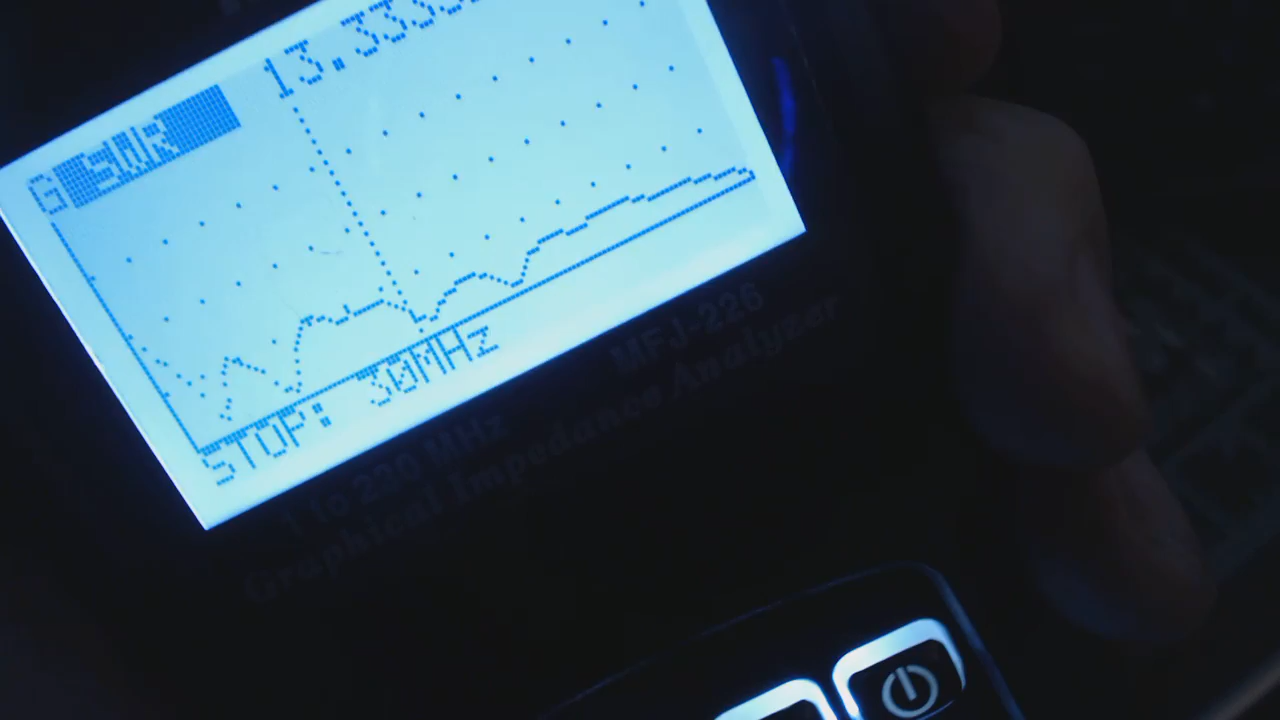 G SWR 13.333
STOP: 30MHz
MFJ-226
1 to 230 MHz
Graphical Impedance Analyzer